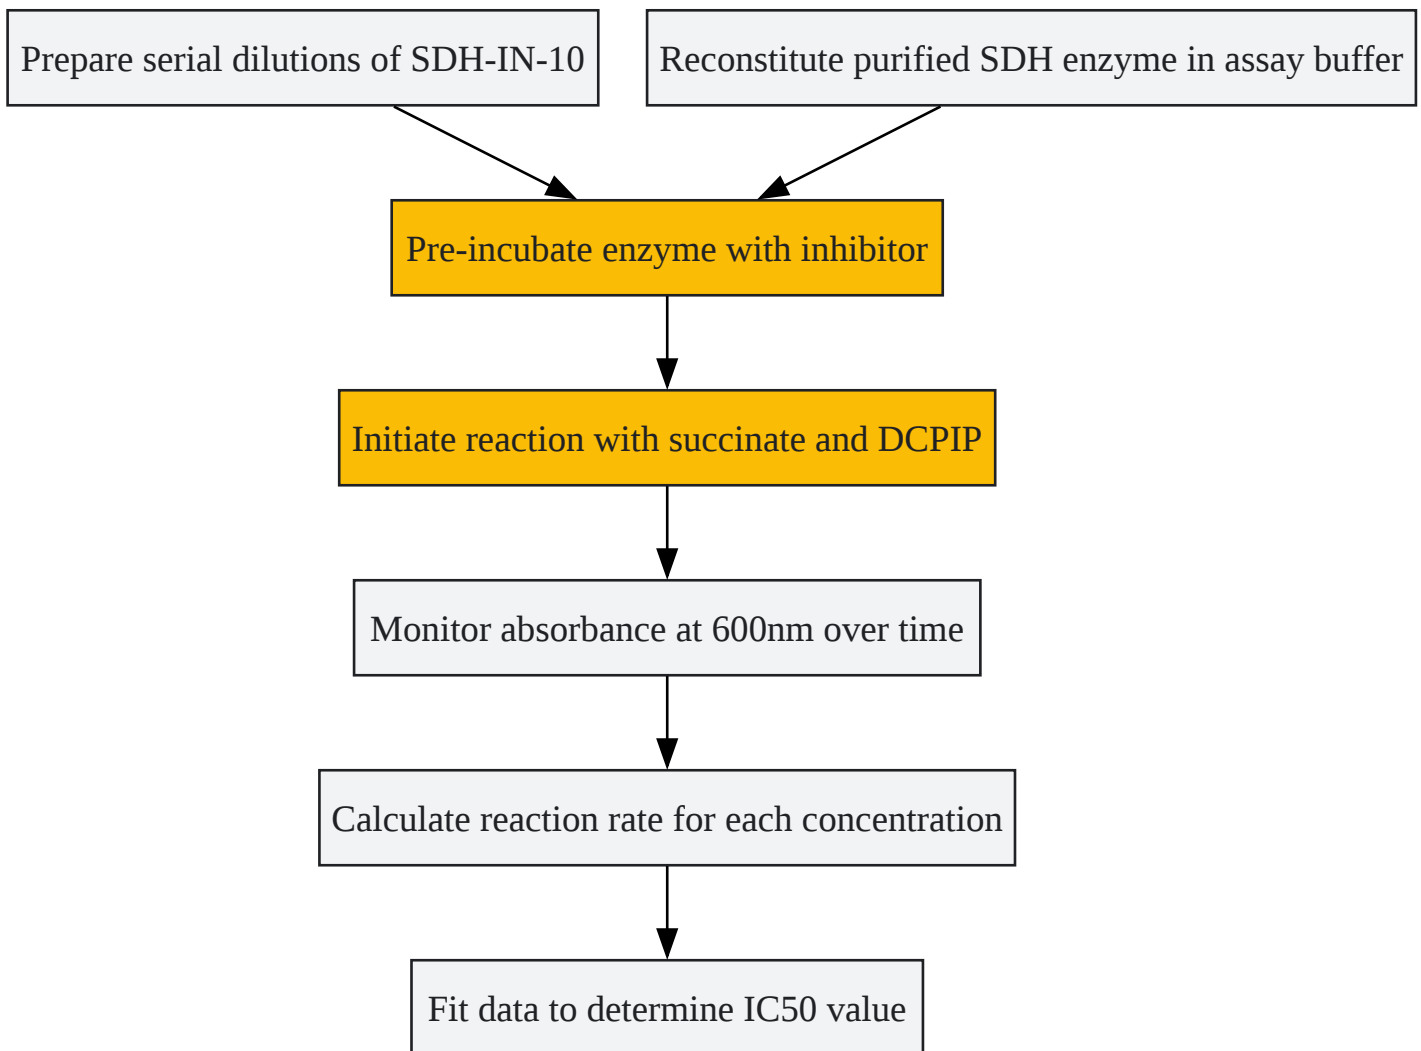 Prepare serial dilutions of SDH-IN-10
Reconstitute purified SDH enzyme in assay buffer
Pre-incubate enzyme with inhibitor
Initiate reaction with succinate and DCPIP
Monitor absorbance at 600nm over time
Calculate reaction rate for each concentration
Fit data to determine IC50 value